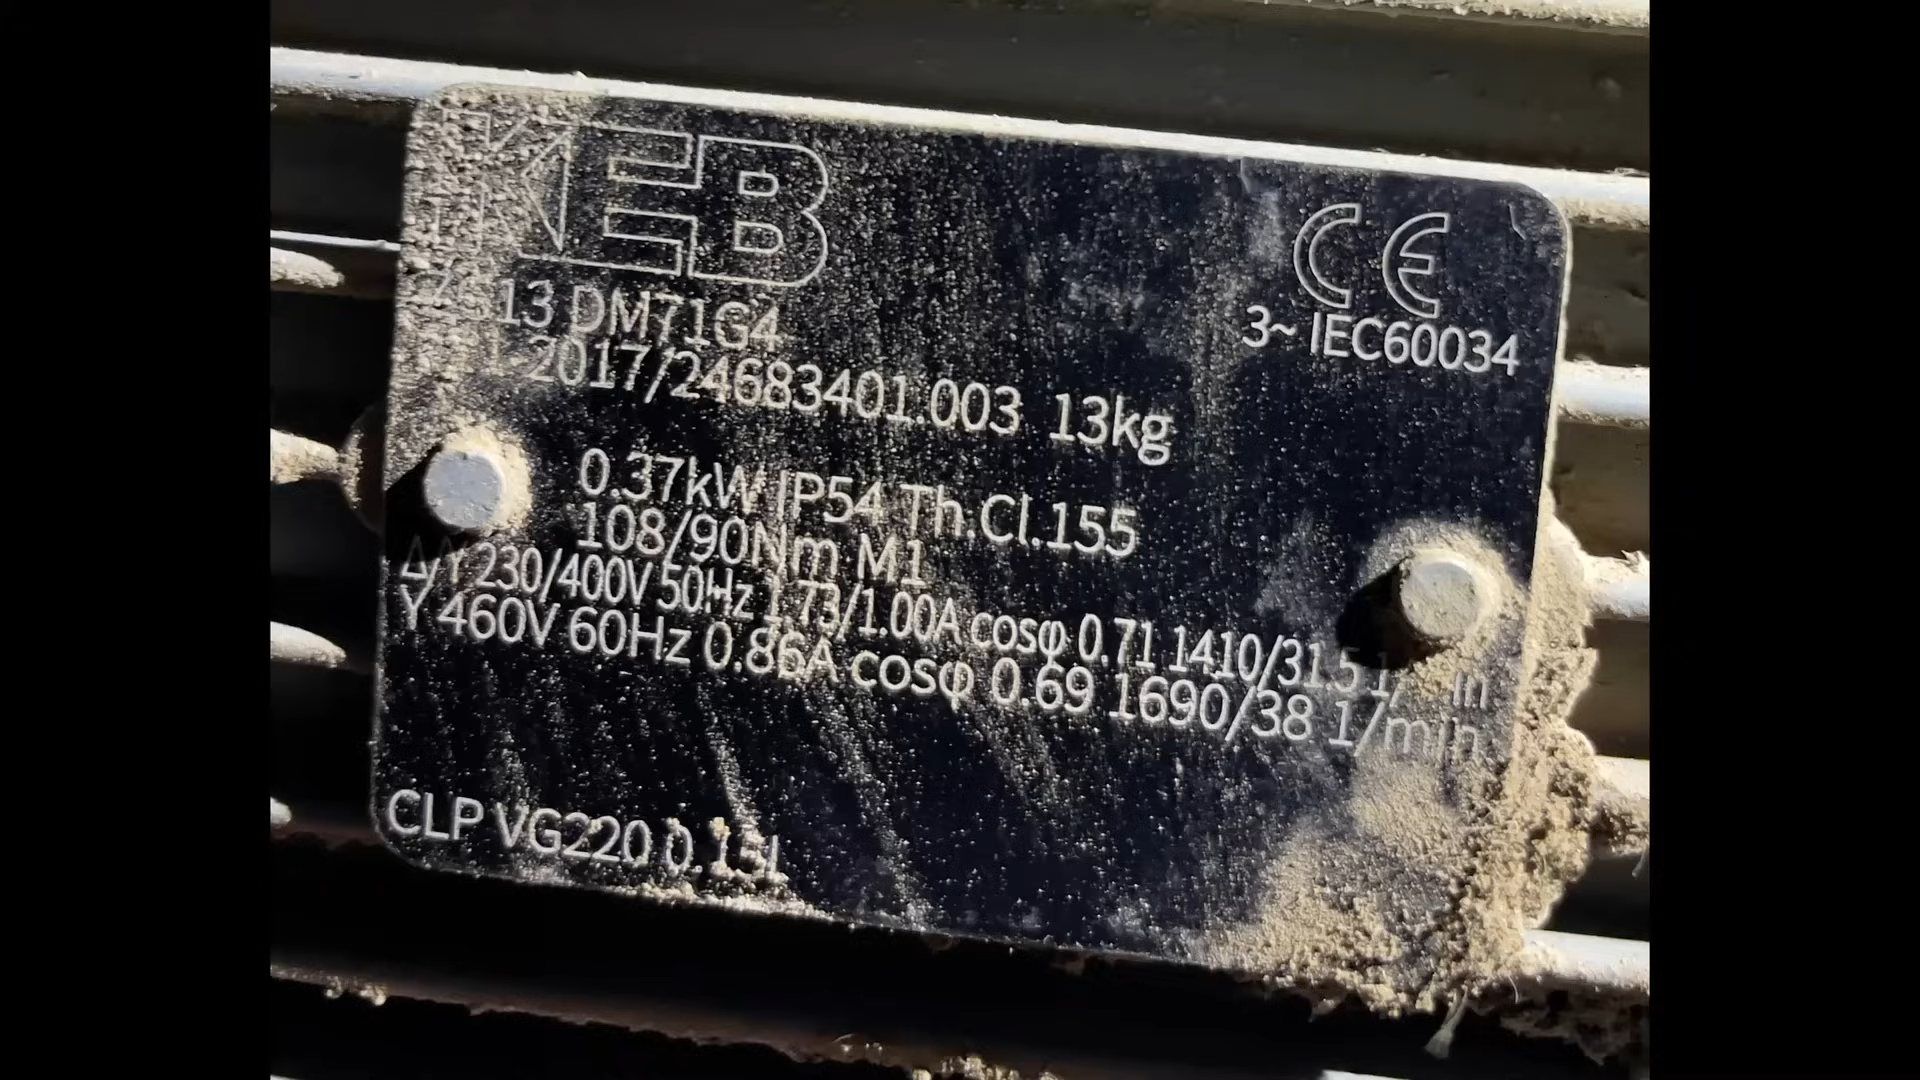 KEB
CE
13 DM71G4
3~ IEC60034
2017/24683401.003 13kg
0.37kW IP54 Th.Cl.155
108/90Nm M1
Δ/Y 230/400V 50Hz 1.73/1.00A cosφ 0.71 1410/31.5 1/min
Y 460V 60Hz 0.86A cosφ 0.69 1690/38 1/min
CLP VG220